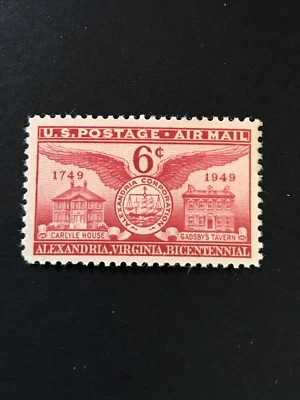 U.S. POSTAGE · AIR MAIL
6¢
1749 1949
ALEXANDRIA CORPORATION
CARLYLE HOUSE GADSBY'S TAVERN
ALEXANDRIA, VIRGINIA, BICENTENNIAL